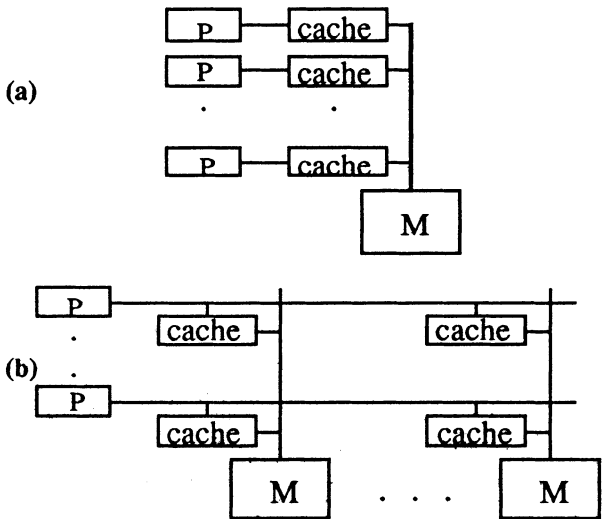 P cache
P cache
(a)
. .
P cache
M
P
cache cache
.
(b)
.
P
cache cache
M . . . M